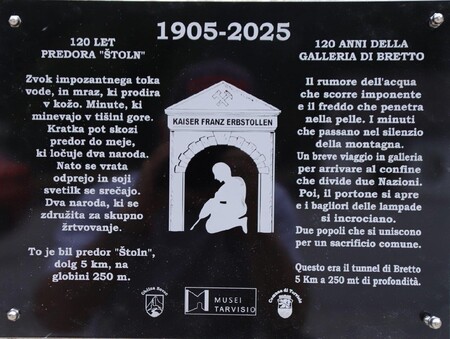 1905-2025
120 LET
PREDORA "ŠTOLN"
Zvok impozantnega toka
vode, in mraz, ki prodira
v kožo. Minute, ki
minevajo v tišini gore.
Kratka pot skozi
predor do meje,
ki ločuje dva naroda.
Nato se vrata
odprejo in soji
svetilk se srečajo.
Dva naroda, ki se
združita za skupno
žrtvovanje.
To je bil predor "Štoln",
dolg 5 km, na
globini 250 m.
KAISER FRANZ ERBSTOLLEN
120 ANNI DELLA
GALLERIA DI BRETTO
Il rumore dell'acqua
che scorre imponente
e il freddo che penetra
nella pelle. I minuti
che passano nel silenzio
della montagna.
Un breve viaggio in galleria
per arrivare al confine
che divide due Nazioni.
Poi, il portone si apre
e i bagliori delle lampade
si incrociano.
Due popoli che si uniscono
per un sacrificio comune.
Questo era il tunnel di Bretto
5 Km a 250 mt di profondità.
Občina Bovec
MUSEI
TARVISIO
Comune di Tarvisio